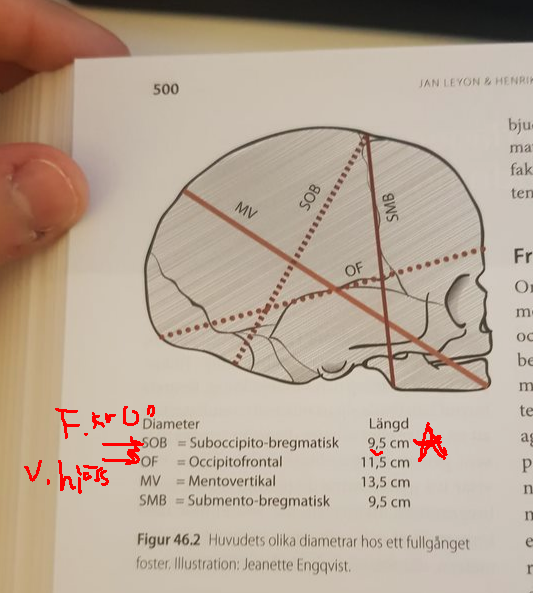 500
JAN LEYON & HENRIK
MV
SOB
SMB
OF
bju
ma
fak
ten
Fr
Or
me
oc
be
m
te
ag
p
n
n
e
r
Diameter Längd
SOB = Suboccipito-bregmatisk 9,5 cm A
OF = Occipitofrontal 11,5 cm
MV = Mentovertikal 13,5 cm
SMB = Submento-bregmatisk 9,5 cm
V. hjäss
Figur 46.2 Huvudets olika diametrar hos ett fullgånget
foster. Illustration: Jeanette Engqvist.